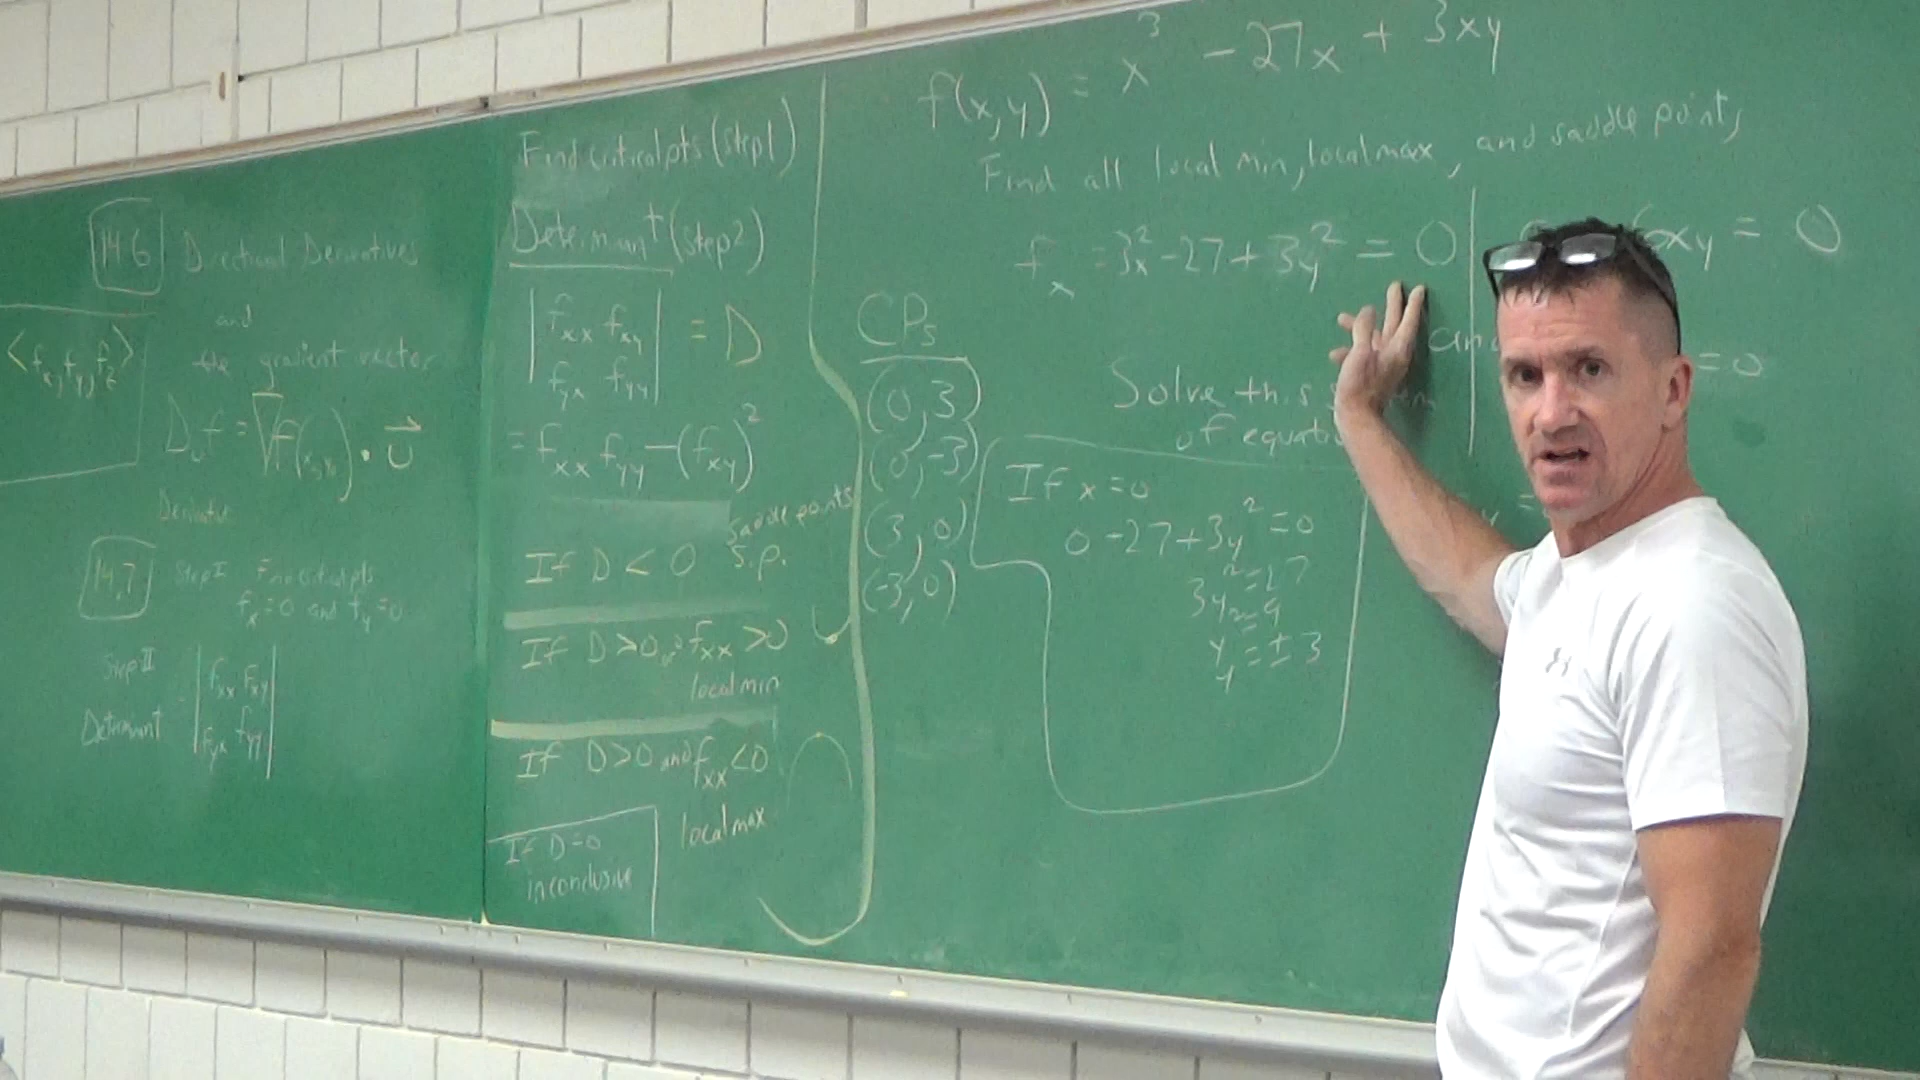 14.6 Directional Derivatives
and
the gradient vector
<fx, fy, fz>
Duf = ∇f(x₀,y₀) · u⃗
14.7 Step I Find critical pts
fx = 0 and fy = 0
Step II
Determinant
| fxx fxy |
| fyx fyy |
Find critical pts (step 1)
Determinant (step 2)
| fxx fxy |
| fyx fyy | = D
= fxx fyy − (fxy)²
saddle points
If D < 0 s.p.
If D > 0 fxx > 0
local min
If D > 0 and fxx < 0
local max
If D = 0
inconclusive
f(x,y) = x³ − 27x + 3xy
Find all local min, local max, and saddle points
fx = 3x² − 27 + 3y² = 0
6xy = 0
and
= 0
Solve this
of
CPs
(0, 3)
(0, −3)
(3, 0)
(−3, 0)
If x = 0
0 − 27 + 3y² = 0
3y² = 27
y² = 9
y = ± 3